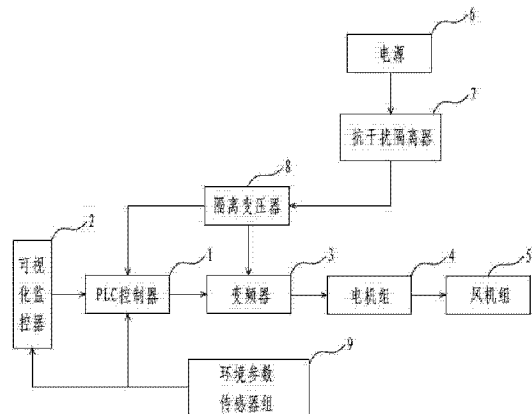 6
电源
7
抗干扰隔离器
8
隔离变压器
2
可视
化监
控器
1
PLC控制器
3
变频器
4
电机组
5
风机组
9
环境参数
传感器组